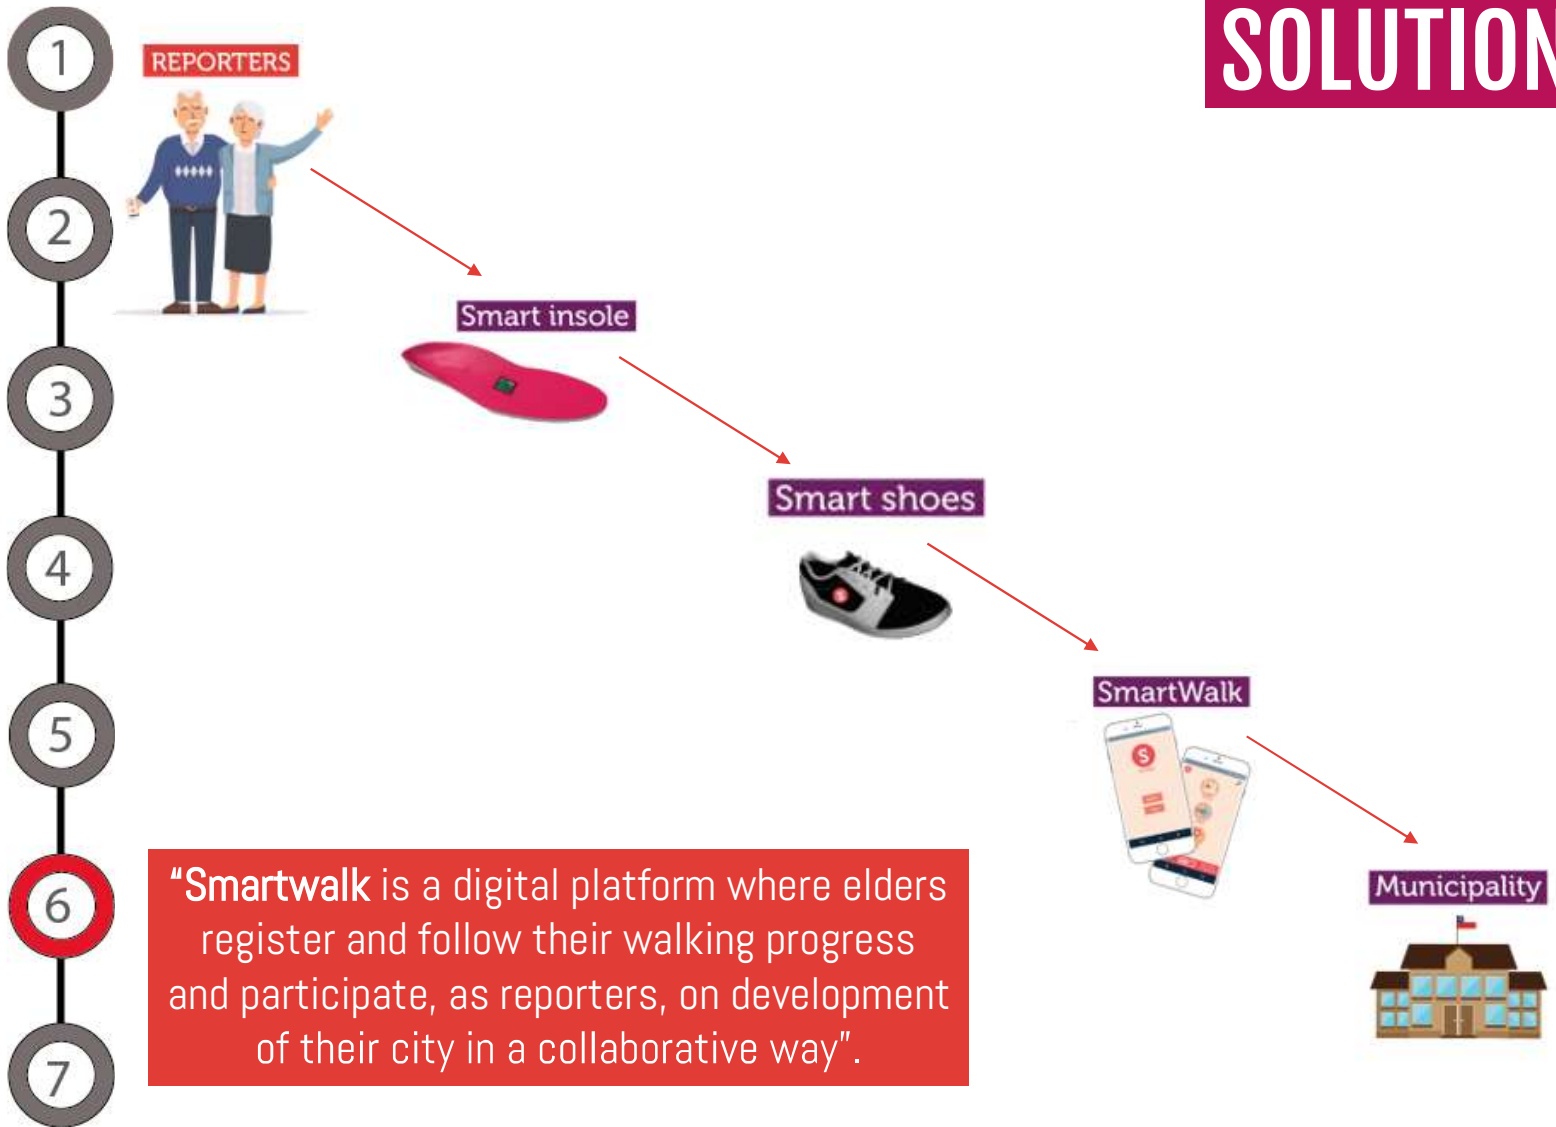 SOLUTION
1
REPORTERS
2
Smart insole
3
Smart shoes
4
S
SmartWalk
5
S
Municipality
6
"Smartwalk is a digital platform where elders
register and follow their walking progress
and participate, as reporters, on development
of their city in a collaborative way".
7